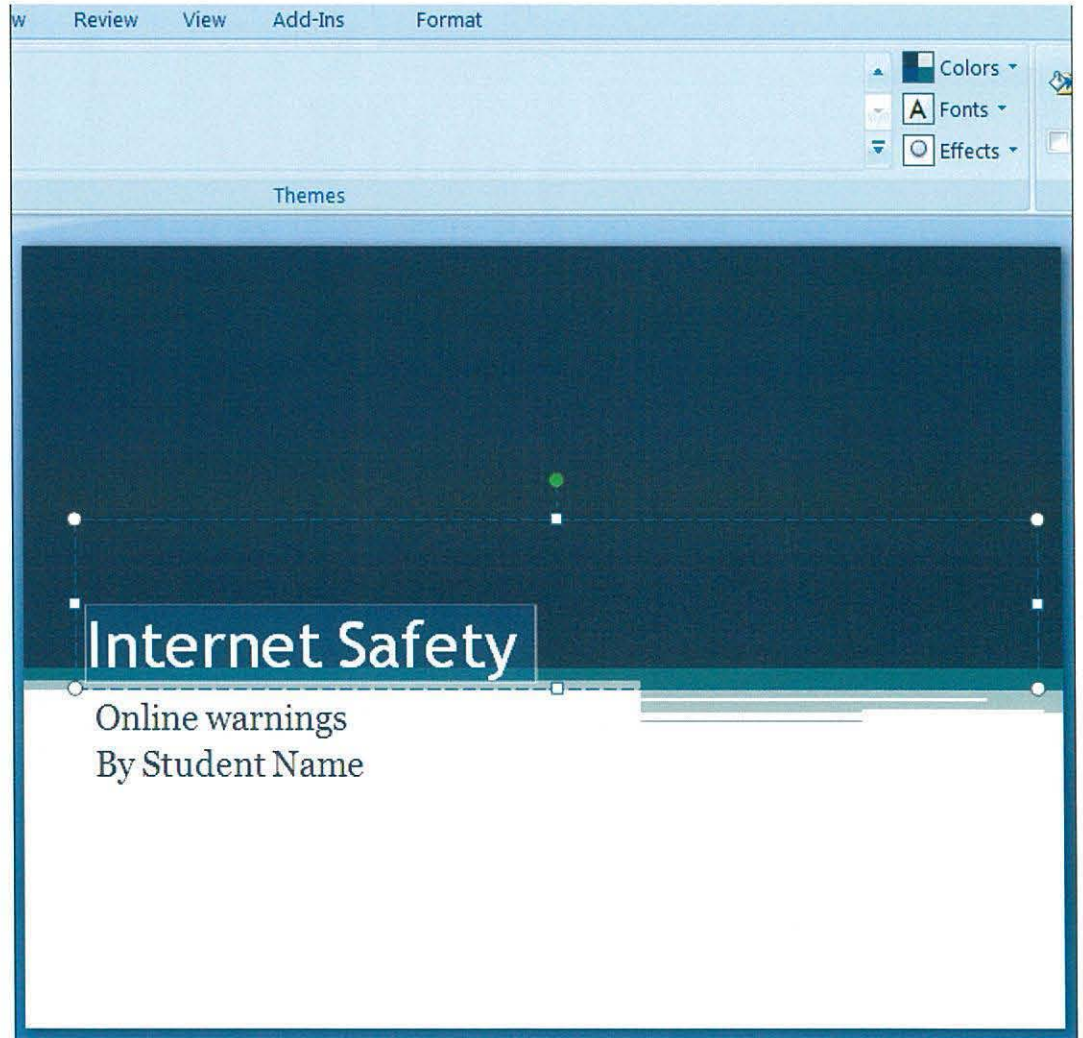 w Review View Add-Ins Format
Colors
A Fonts
Effects
Themes
Internet Safety
Online warnings
By Student Name